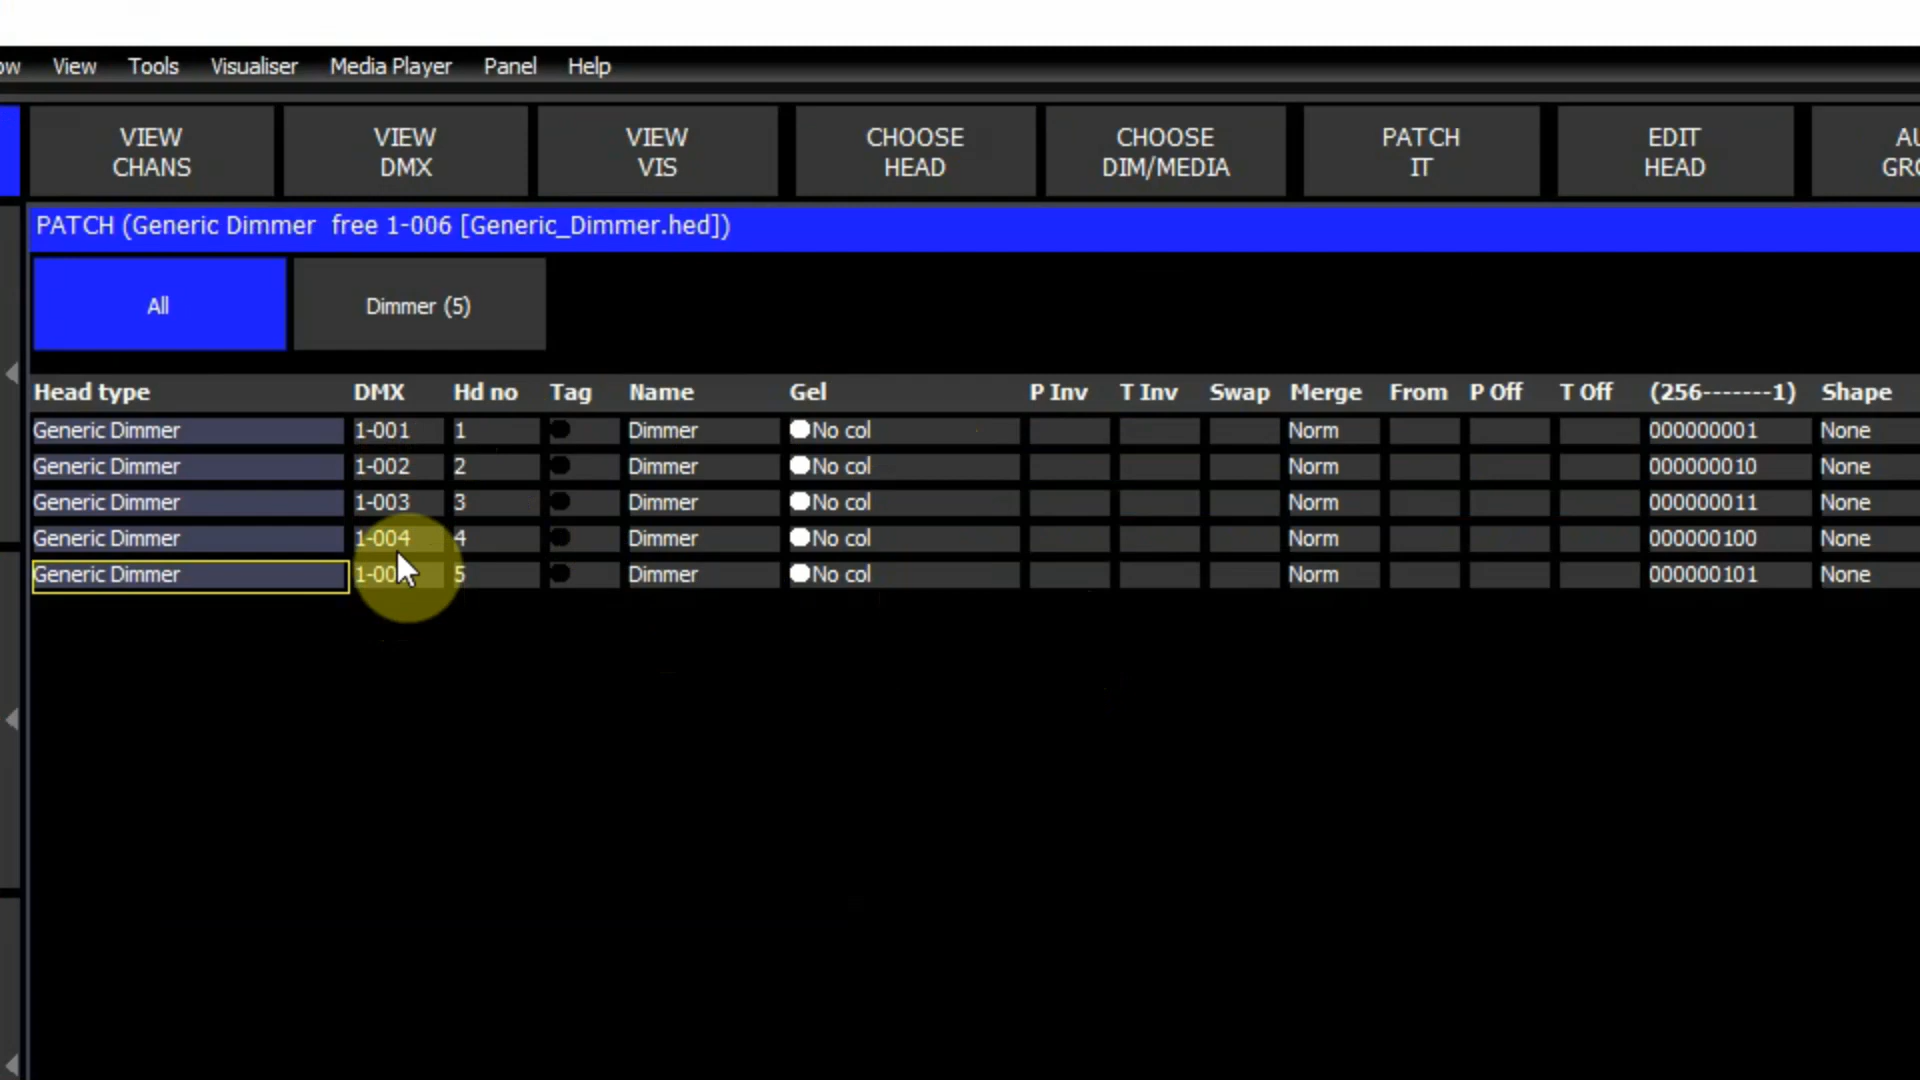 View Tools Visualiser Media Player Panel Help
VIEW CHANS VIEW DMX VIEW VIS CHOOSE HEAD CHOOSE DIM/MEDIA PATCH IT EDIT HEAD
PATCH (Generic Dimmer free 1-006 [Generic_Dimmer.hed])
All Dimmer (5)
Head type DMX Hd no Tag Name Gel P Inv T Inv Swap Merge From P Off T Off (256-------1) Shape
Generic Dimmer 1-001 1 Dimmer No col Norm 000000001 None
Generic Dimmer 1-002 2 Dimmer No col Norm 000000010 None
Generic Dimmer 1-003 3 Dimmer No col Norm 000000011 None
Generic Dimmer 1-004 4 Dimmer No col Norm 000000100 None
Generic Dimmer 5 Dimmer No col Norm 000000101 None